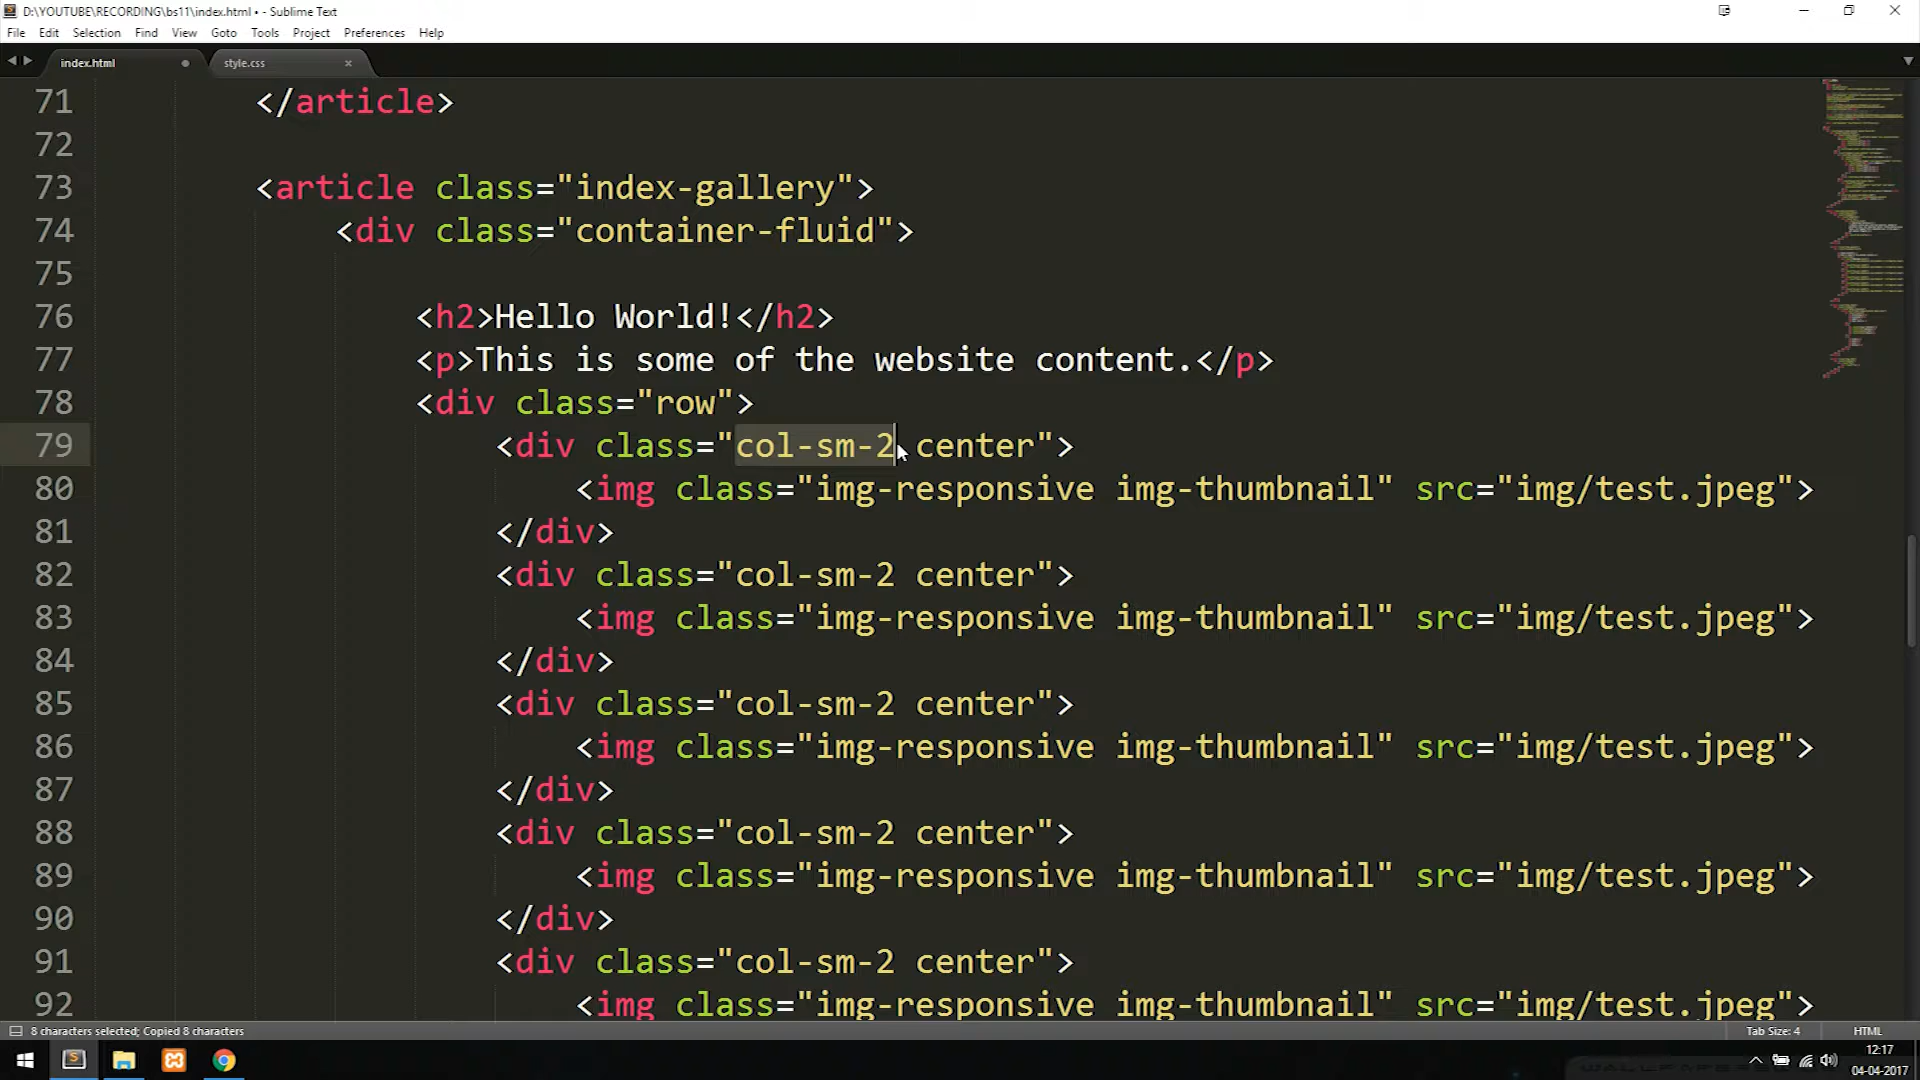 D:\YOUTUBE\RECORDING\bs11\index.html • - Sublime Text
File Edit Selection Find View Goto Tools Project Preferences Help
index.html style.css
71 </article>
72
73 <article class="index-gallery">
74 <div class="container-fluid">
75
76 <h2>Hello World!</h2>
77 <p>This is some of the website content.</p>
78 <div class="row">
79 <div class="col-sm-2 center">
80 <img class="img-responsive img-thumbnail" src="img/test.jpeg">
81 </div>
82 <div class="col-sm-2 center">
83 <img class="img-responsive img-thumbnail" src="img/test.jpeg">
84 </div>
85 <div class="col-sm-2 center">
86 <img class="img-responsive img-thumbnail" src="img/test.jpeg">
87 </div>
88 <div class="col-sm-2 center">
89 <img class="img-responsive img-thumbnail" src="img/test.jpeg">
90 </div>
91 <div class="col-sm-2 center">
92 <img class="img-responsive img-thumbnail" src="img/test.jpeg">
8 characters selected; Copied 8 characters Tab Size: 4 HTML
12:17
04-04-2017